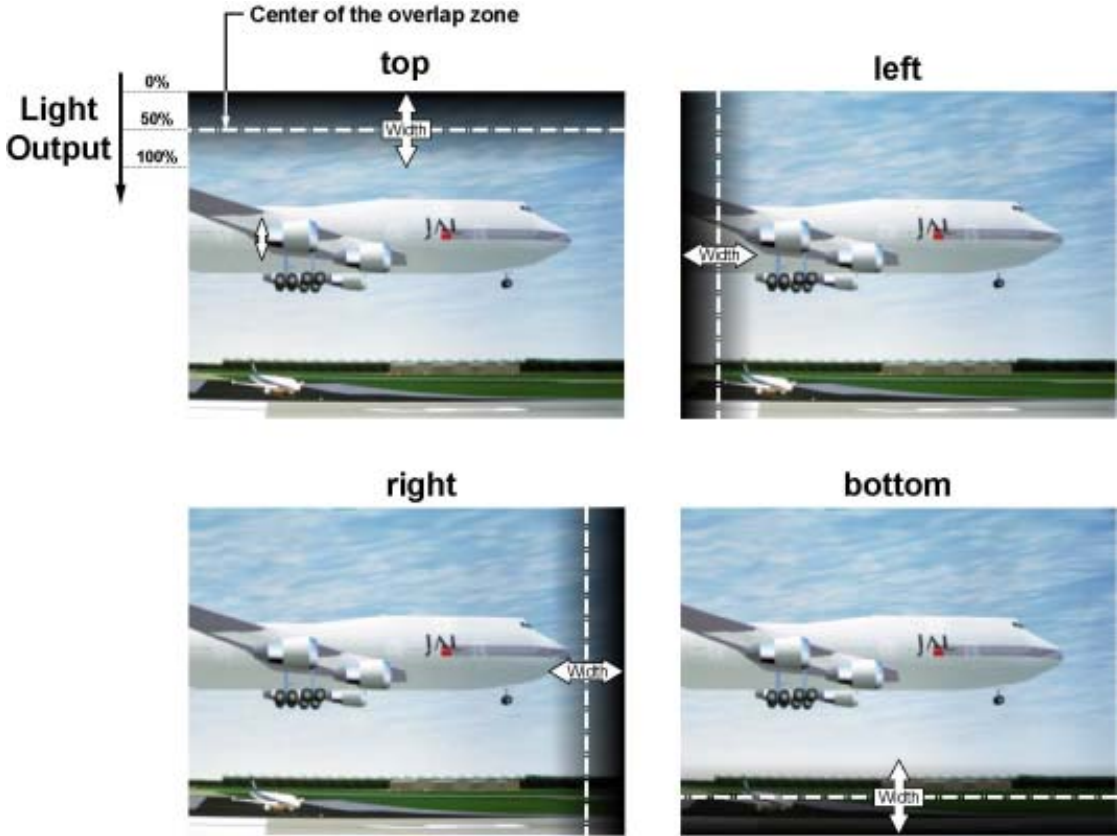 Center of the overlap zone
top
left
0%
Light
Output
50%
100%
Width
JAL
Width
JAL
right
bottom
JAL
Width
JAL
Width